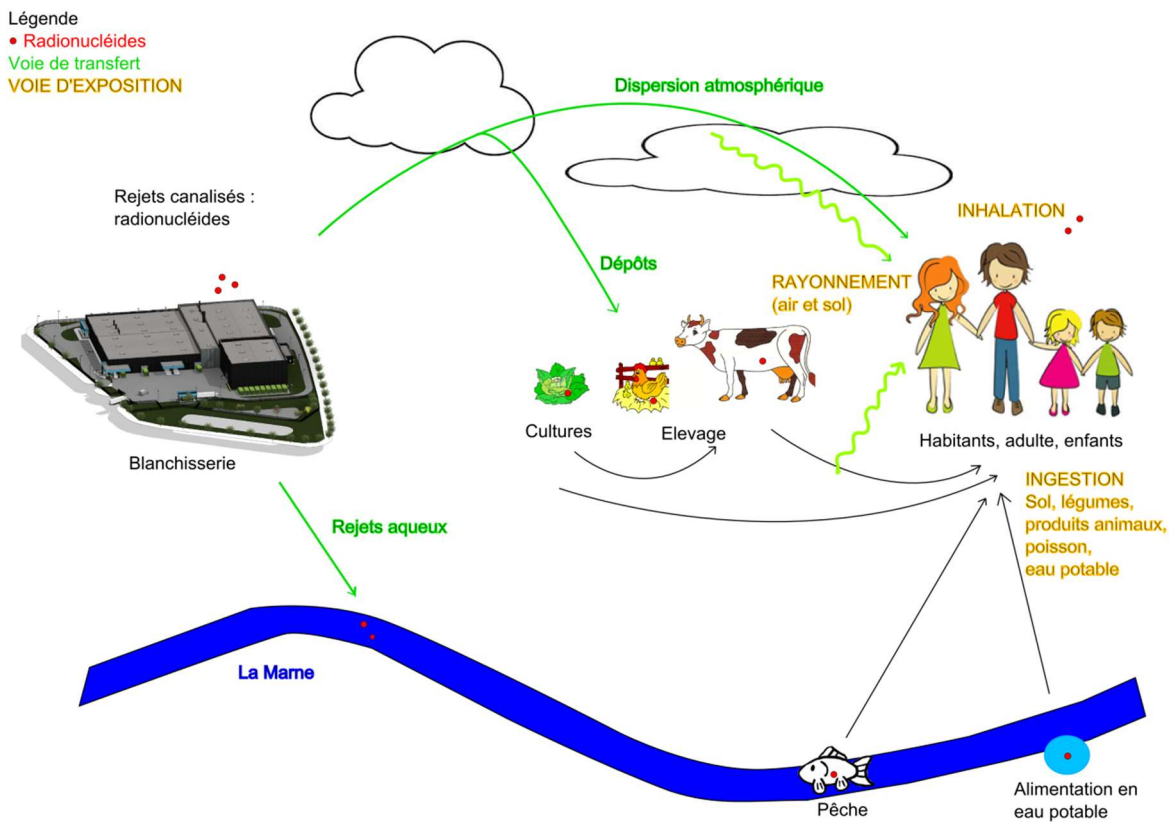 Légende
Radionucléides
Voie de transfert
VOIE D'EXPOSITION
Dispersion atmosphérique
Rejets canalisés :
radionucléides
INHALATION
Dépôts
RAYONNEMENT
(air et sol)
Cultures
Elevage
Habitants, adulte, enfants
Blanchisserie
INGESTION
Sol, légumes,
produits animaux,
poisson,
eau potable
Rejets aqueux
La Marne
Pêche
Alimentation en
eau potable